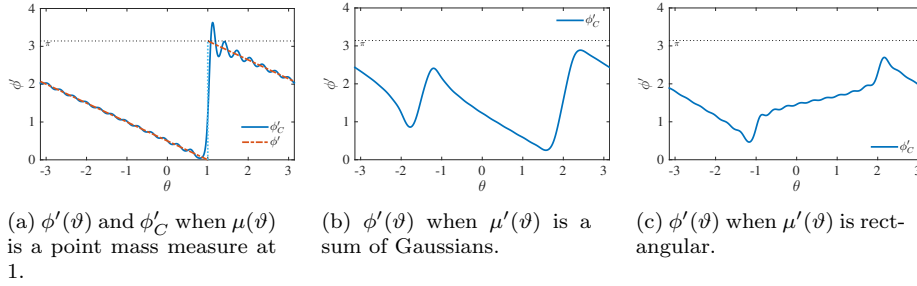 4
3
2
1
0
π
ϕ′
-3 -2 -1 0 1 2 3
θ
ϕ′C
ϕ′
4
3
2
1
0
π
ϕ′
-3 -2 -1 0 1 2 3
θ
ϕ′C
4
3
2
1
0
π
ϕ′
-3 -2 -1 0 1 2 3
θ
ϕ′C
(a) ϕ′(ϑ) and ϕ′C when μ(ϑ)
is a point mass measure at
1.
(b) ϕ′(ϑ) when μ′(ϑ) is a
sum of Gaussians.
(c) ϕ′(ϑ) when μ′(ϑ) is rect-
angular.